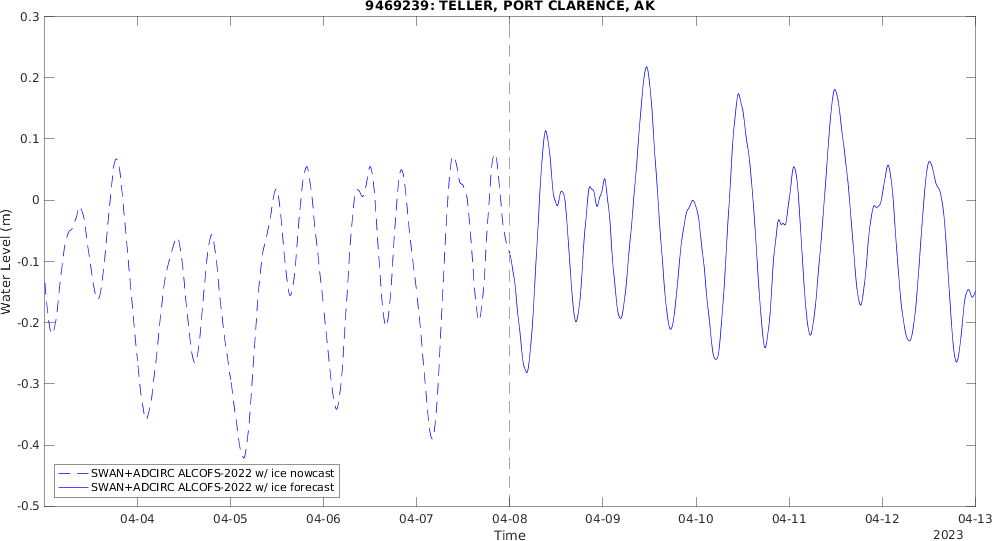 9469239: TELLER, PORT CLARENCE, AK
0.3
0.2
0.1
0
-0.1
-0.2
-0.3
-0.4
-0.5
Water Level (m)
SWAN+ADCIRC ALCOFS-2022 w/ ice nowcast
SWAN+ADCIRC ALCOFS-2022 w/ ice forecast
04-04 04-05 04-06 04-07 04-08 04-09 04-10 04-11 04-12 04-13
Time
2023